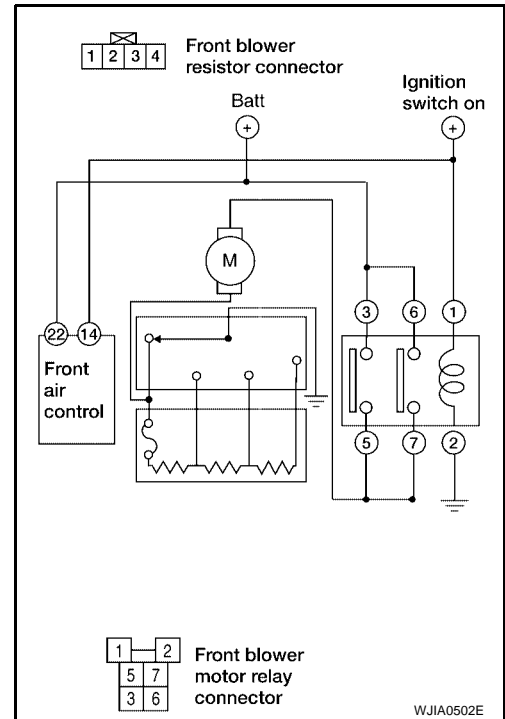 1 2 3 4
Front blower
resistor connector
Batt
Ignition
switch on
+
+
M
3 6 1
22 14
Front
air
control
5 7 2
1 2
5 7
3 6
Front blower
motor relay
connector
WJIA0502E